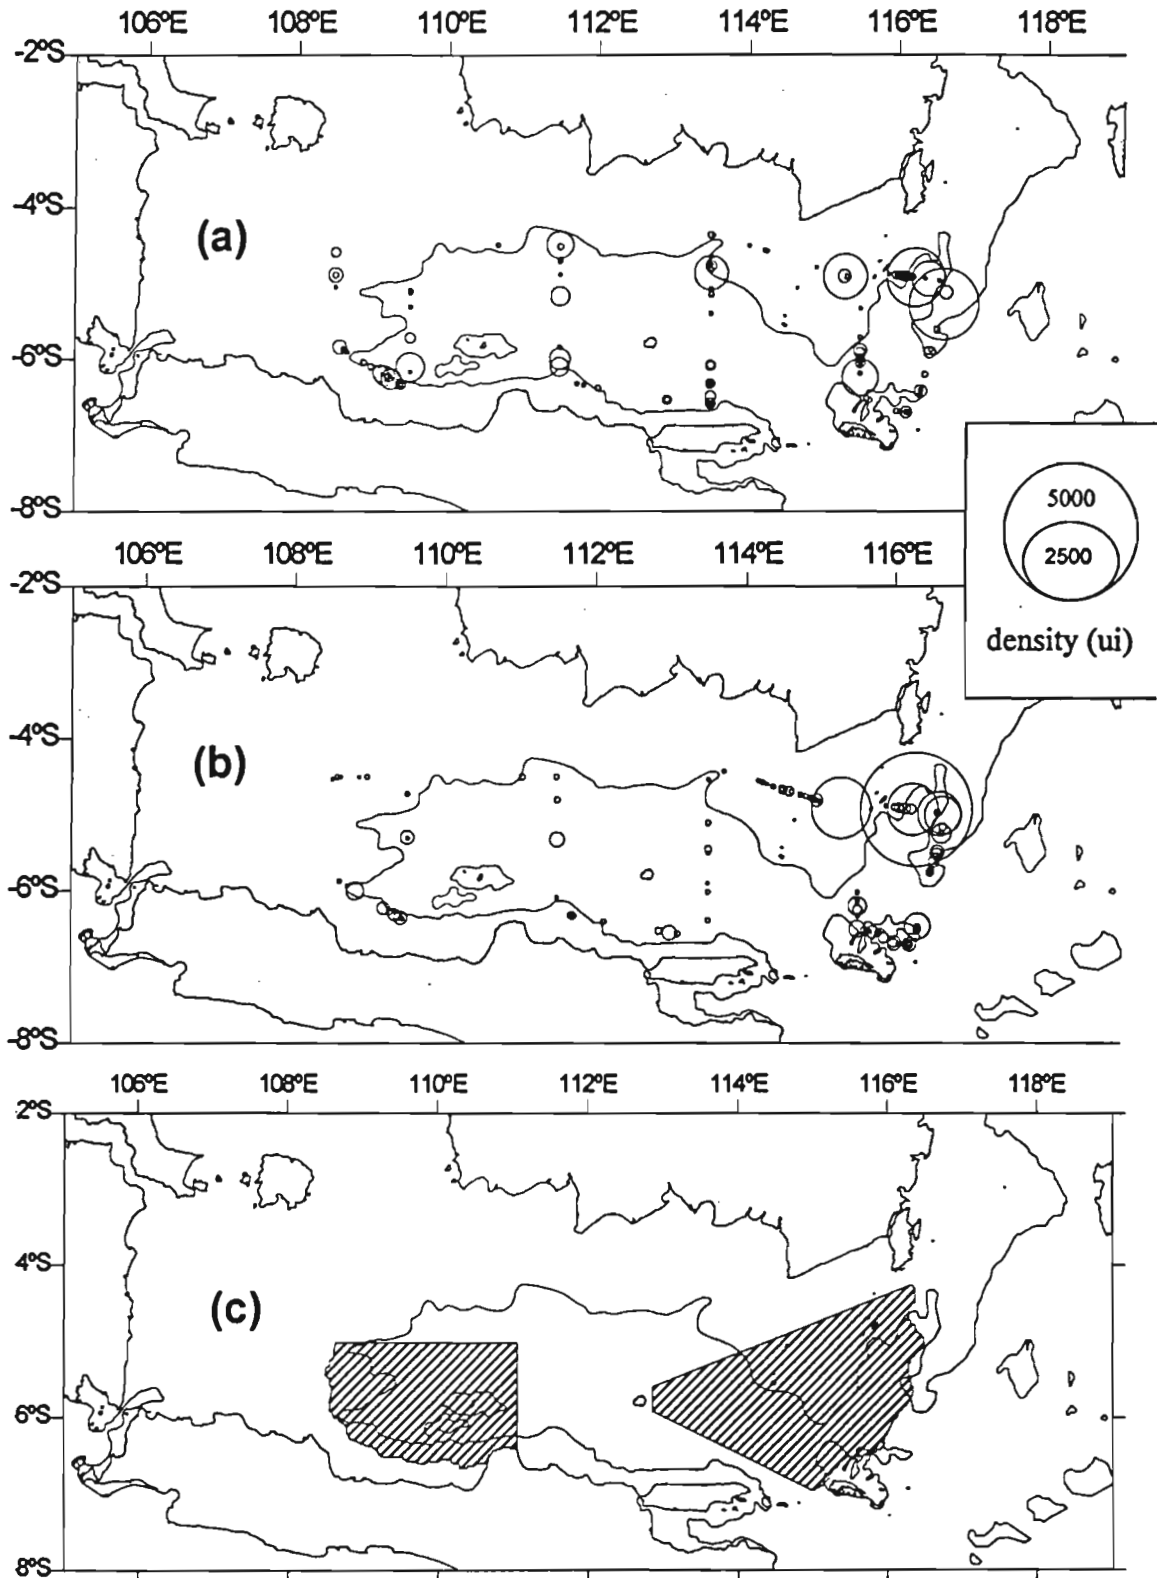 106ºE 108ºE 110ºE 112ºE 114ºE 116ºE 118ºE
-2ºS
-4ºS
(a)
-6ºS
-8ºS
5000
2500
density (ui)
106ºE 108ºE 110ºE 112ºE 114ºE 116ºE
-2ºS
-4ºS
(b)
-6ºS
-8ºS
106ºE 108ºE 110ºE 112ºE 114ºE 116ºE 118ºE
2ºS
4ºS
(c)
6ºS
8ºS